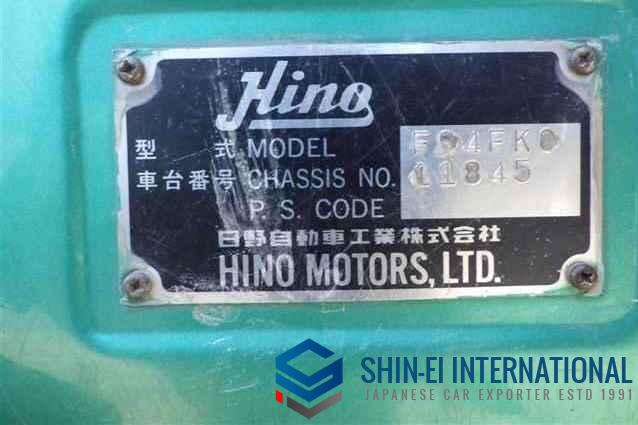 Hino
型式 MODEL
車台番号 CHASSIS NO. 11845
P. S. CODE
日野自動車工業株式会社
HINO MOTORS, LTD.
SHIN-EI INTERNATIONAL
JAPANESE CAR EXPORTER ESTD 1991